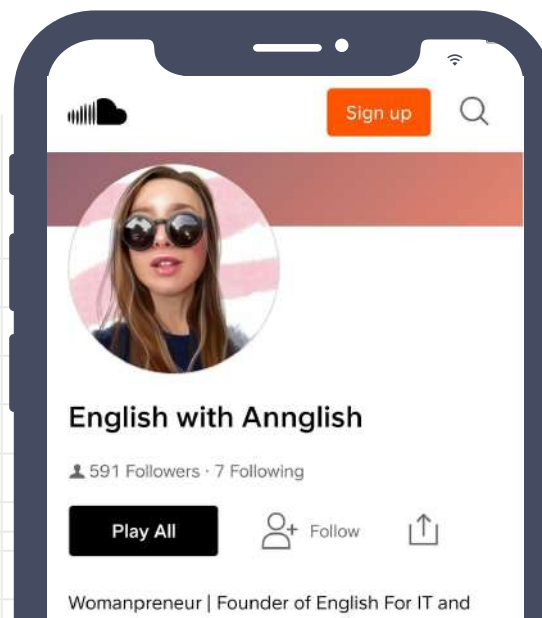 Sign up
English with Annglish
591 Followers · 7 Following
Play All
Follow
Womanpreneur | Founder of English For IT and